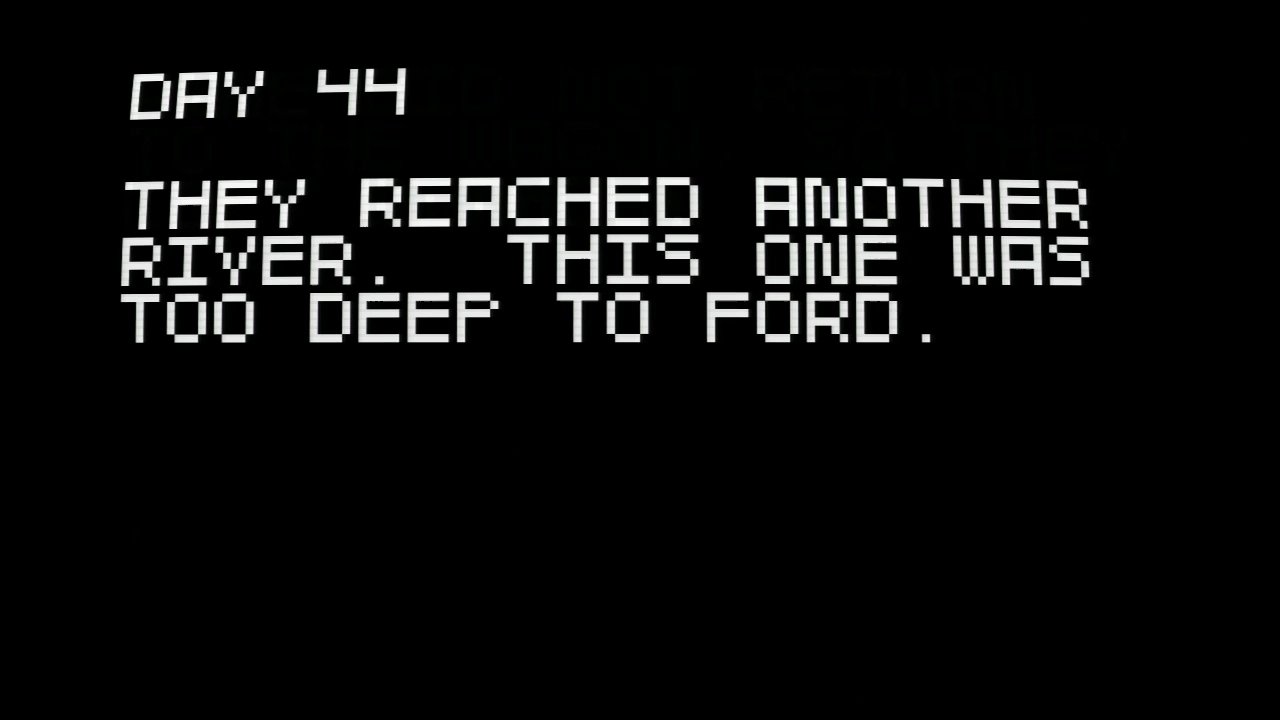 DAY 44
THEY REACHED ANOTHER
RIVER. THIS ONE WAS
TOO DEEP TO FORD.